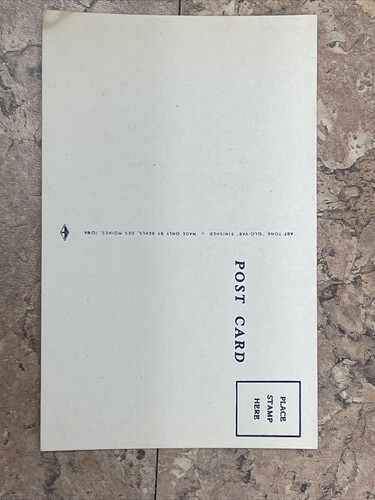 POST CARD
PLACE
STAMP
HERE
ART TONE "GLO-VAR" FINISHED • MADE ONLY BY BEALS, DES MOINES, IOWA